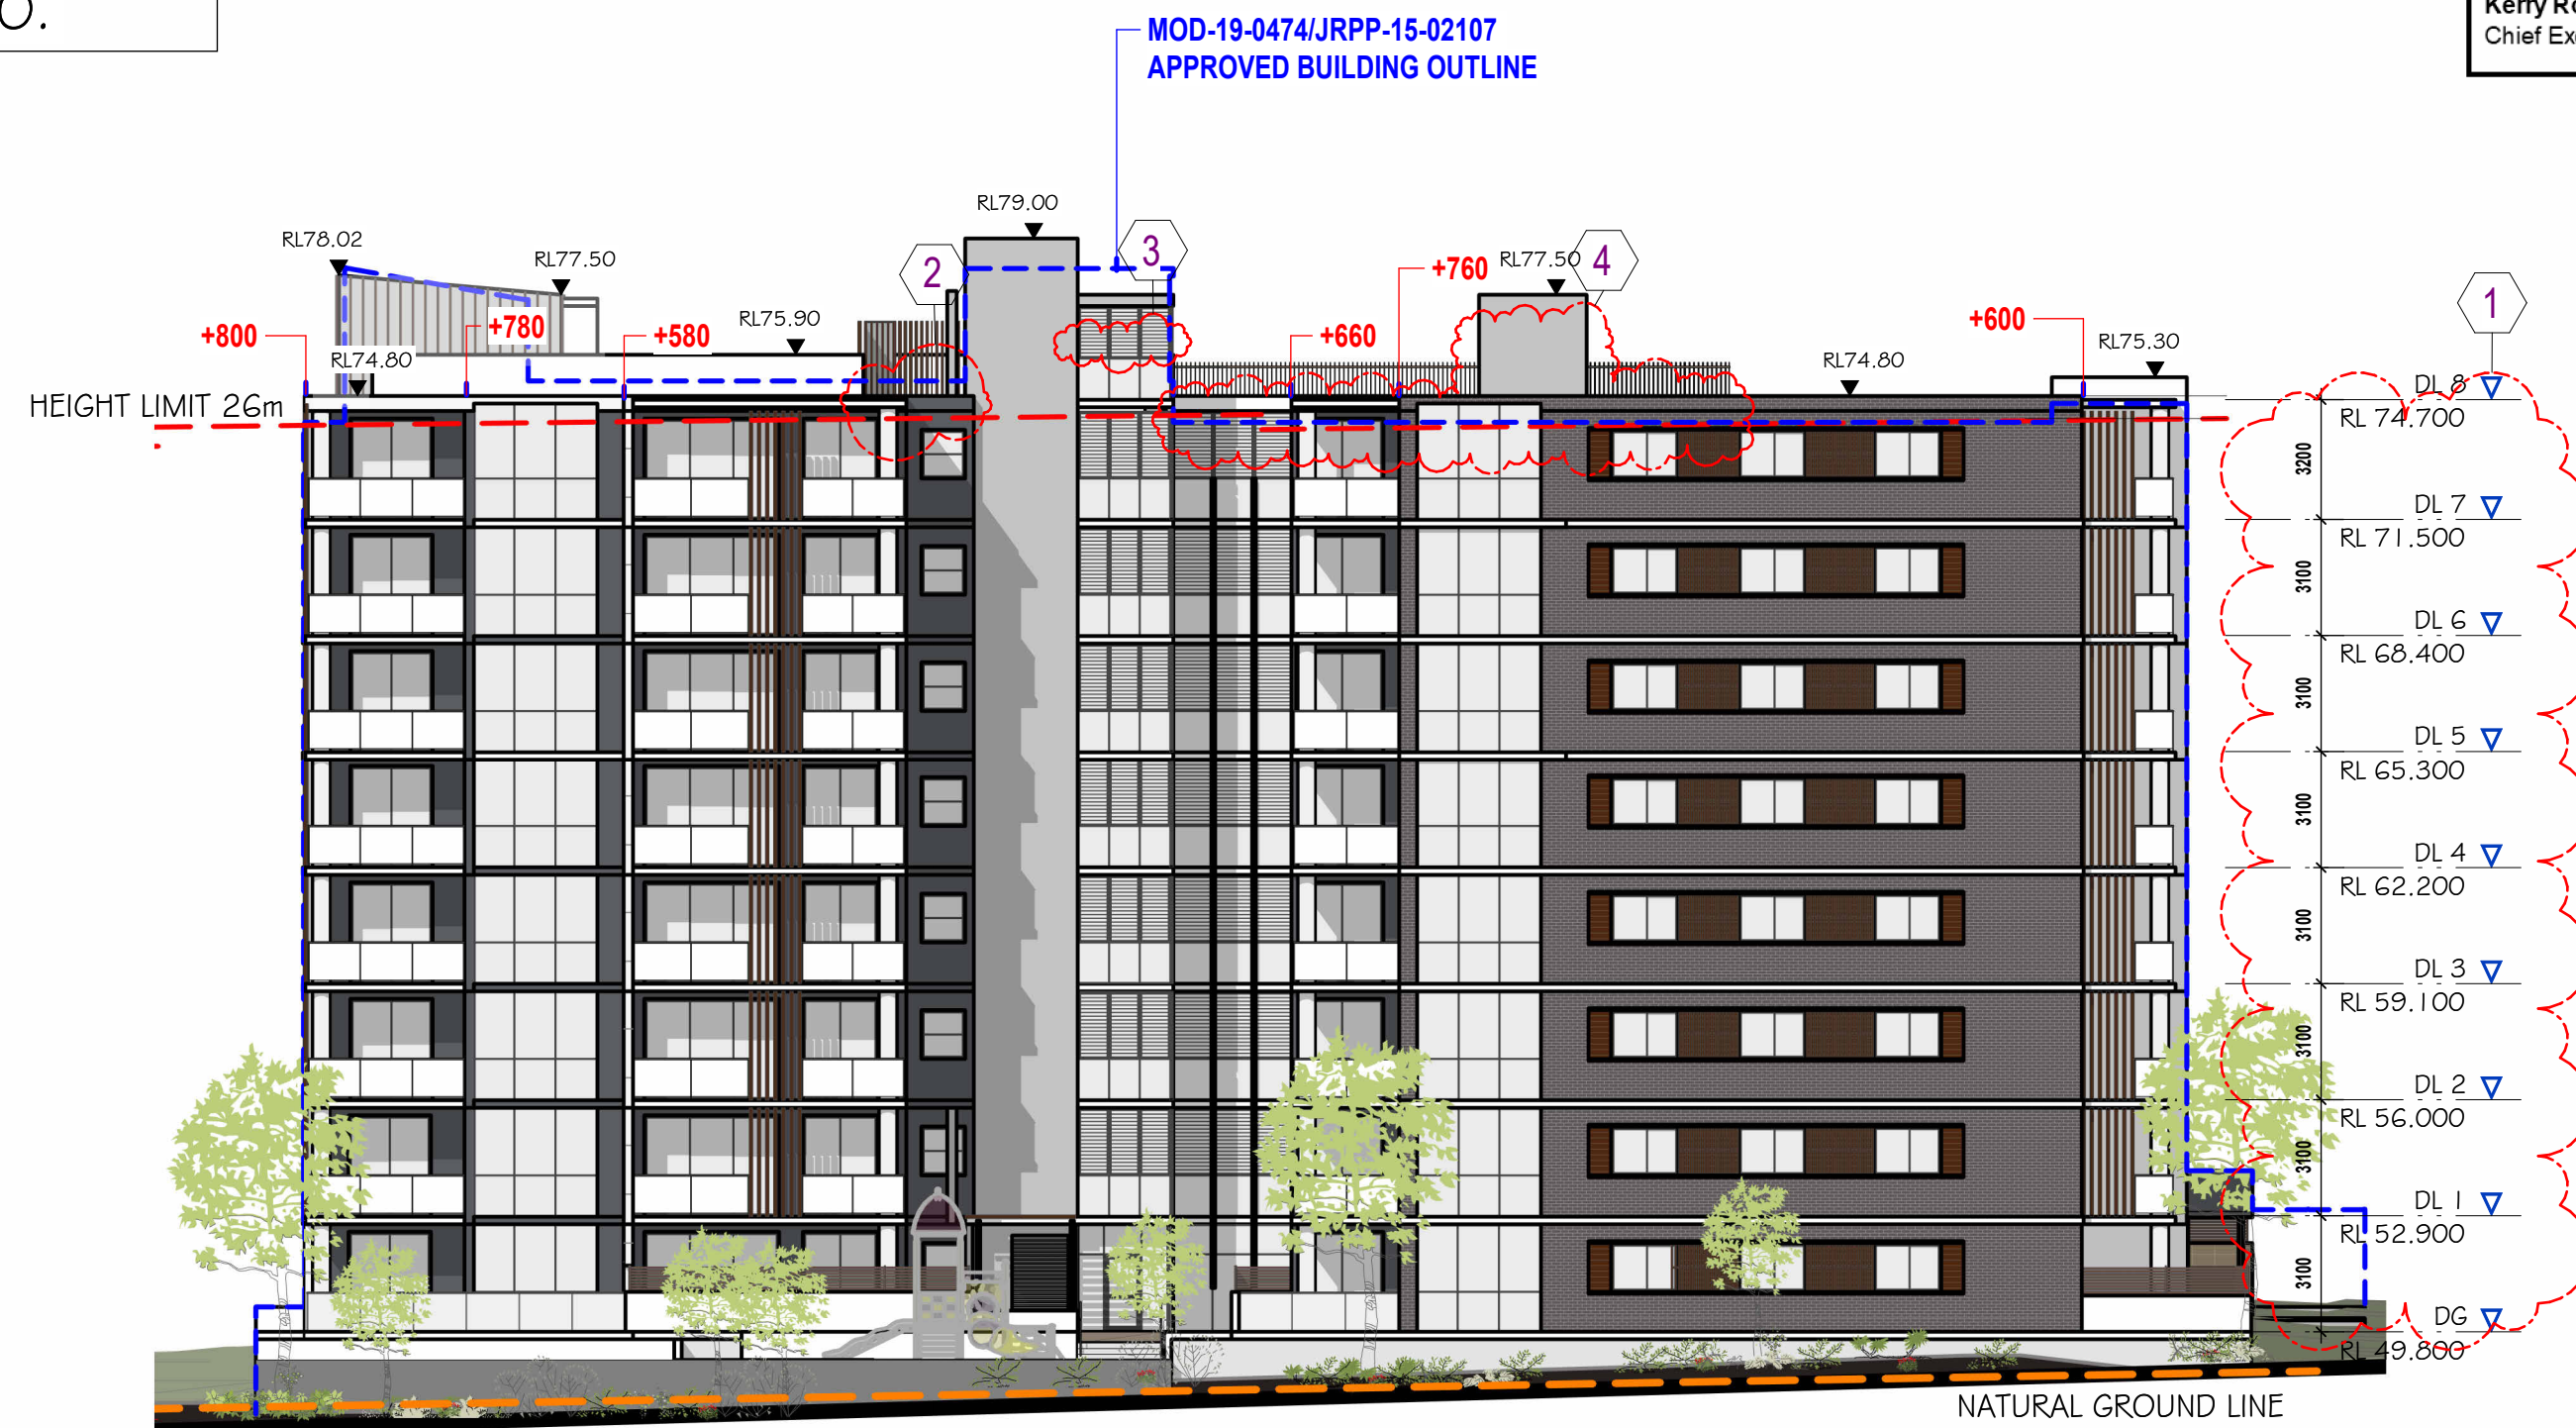 O.
Kerry Ro
Chief Exe
MOD-19-0474/JRPP-15-02107
APPROVED BUILDING OUTLINE
RL79.00
RL78.02
RL77.50
2
3
+760
RL77.50
4
1
+800
+780
+580
RL75.90
+660
+600
RL75.30
RL74.80
RL74.80
HEIGHT LIMIT 26m
DL 8
RL 74.700
3200
DL 7
RL 71.500
3100
DL 6
RL 68.400
3100
DL 5
RL 65.300
3100
DL 4
RL 62.200
3100
DL 3
RL 59.100
3100
DL 2
RL 56.000
3100
DL 1
RL 52.900
3100
DG
RL 49.800
NATURAL GROUND LINE